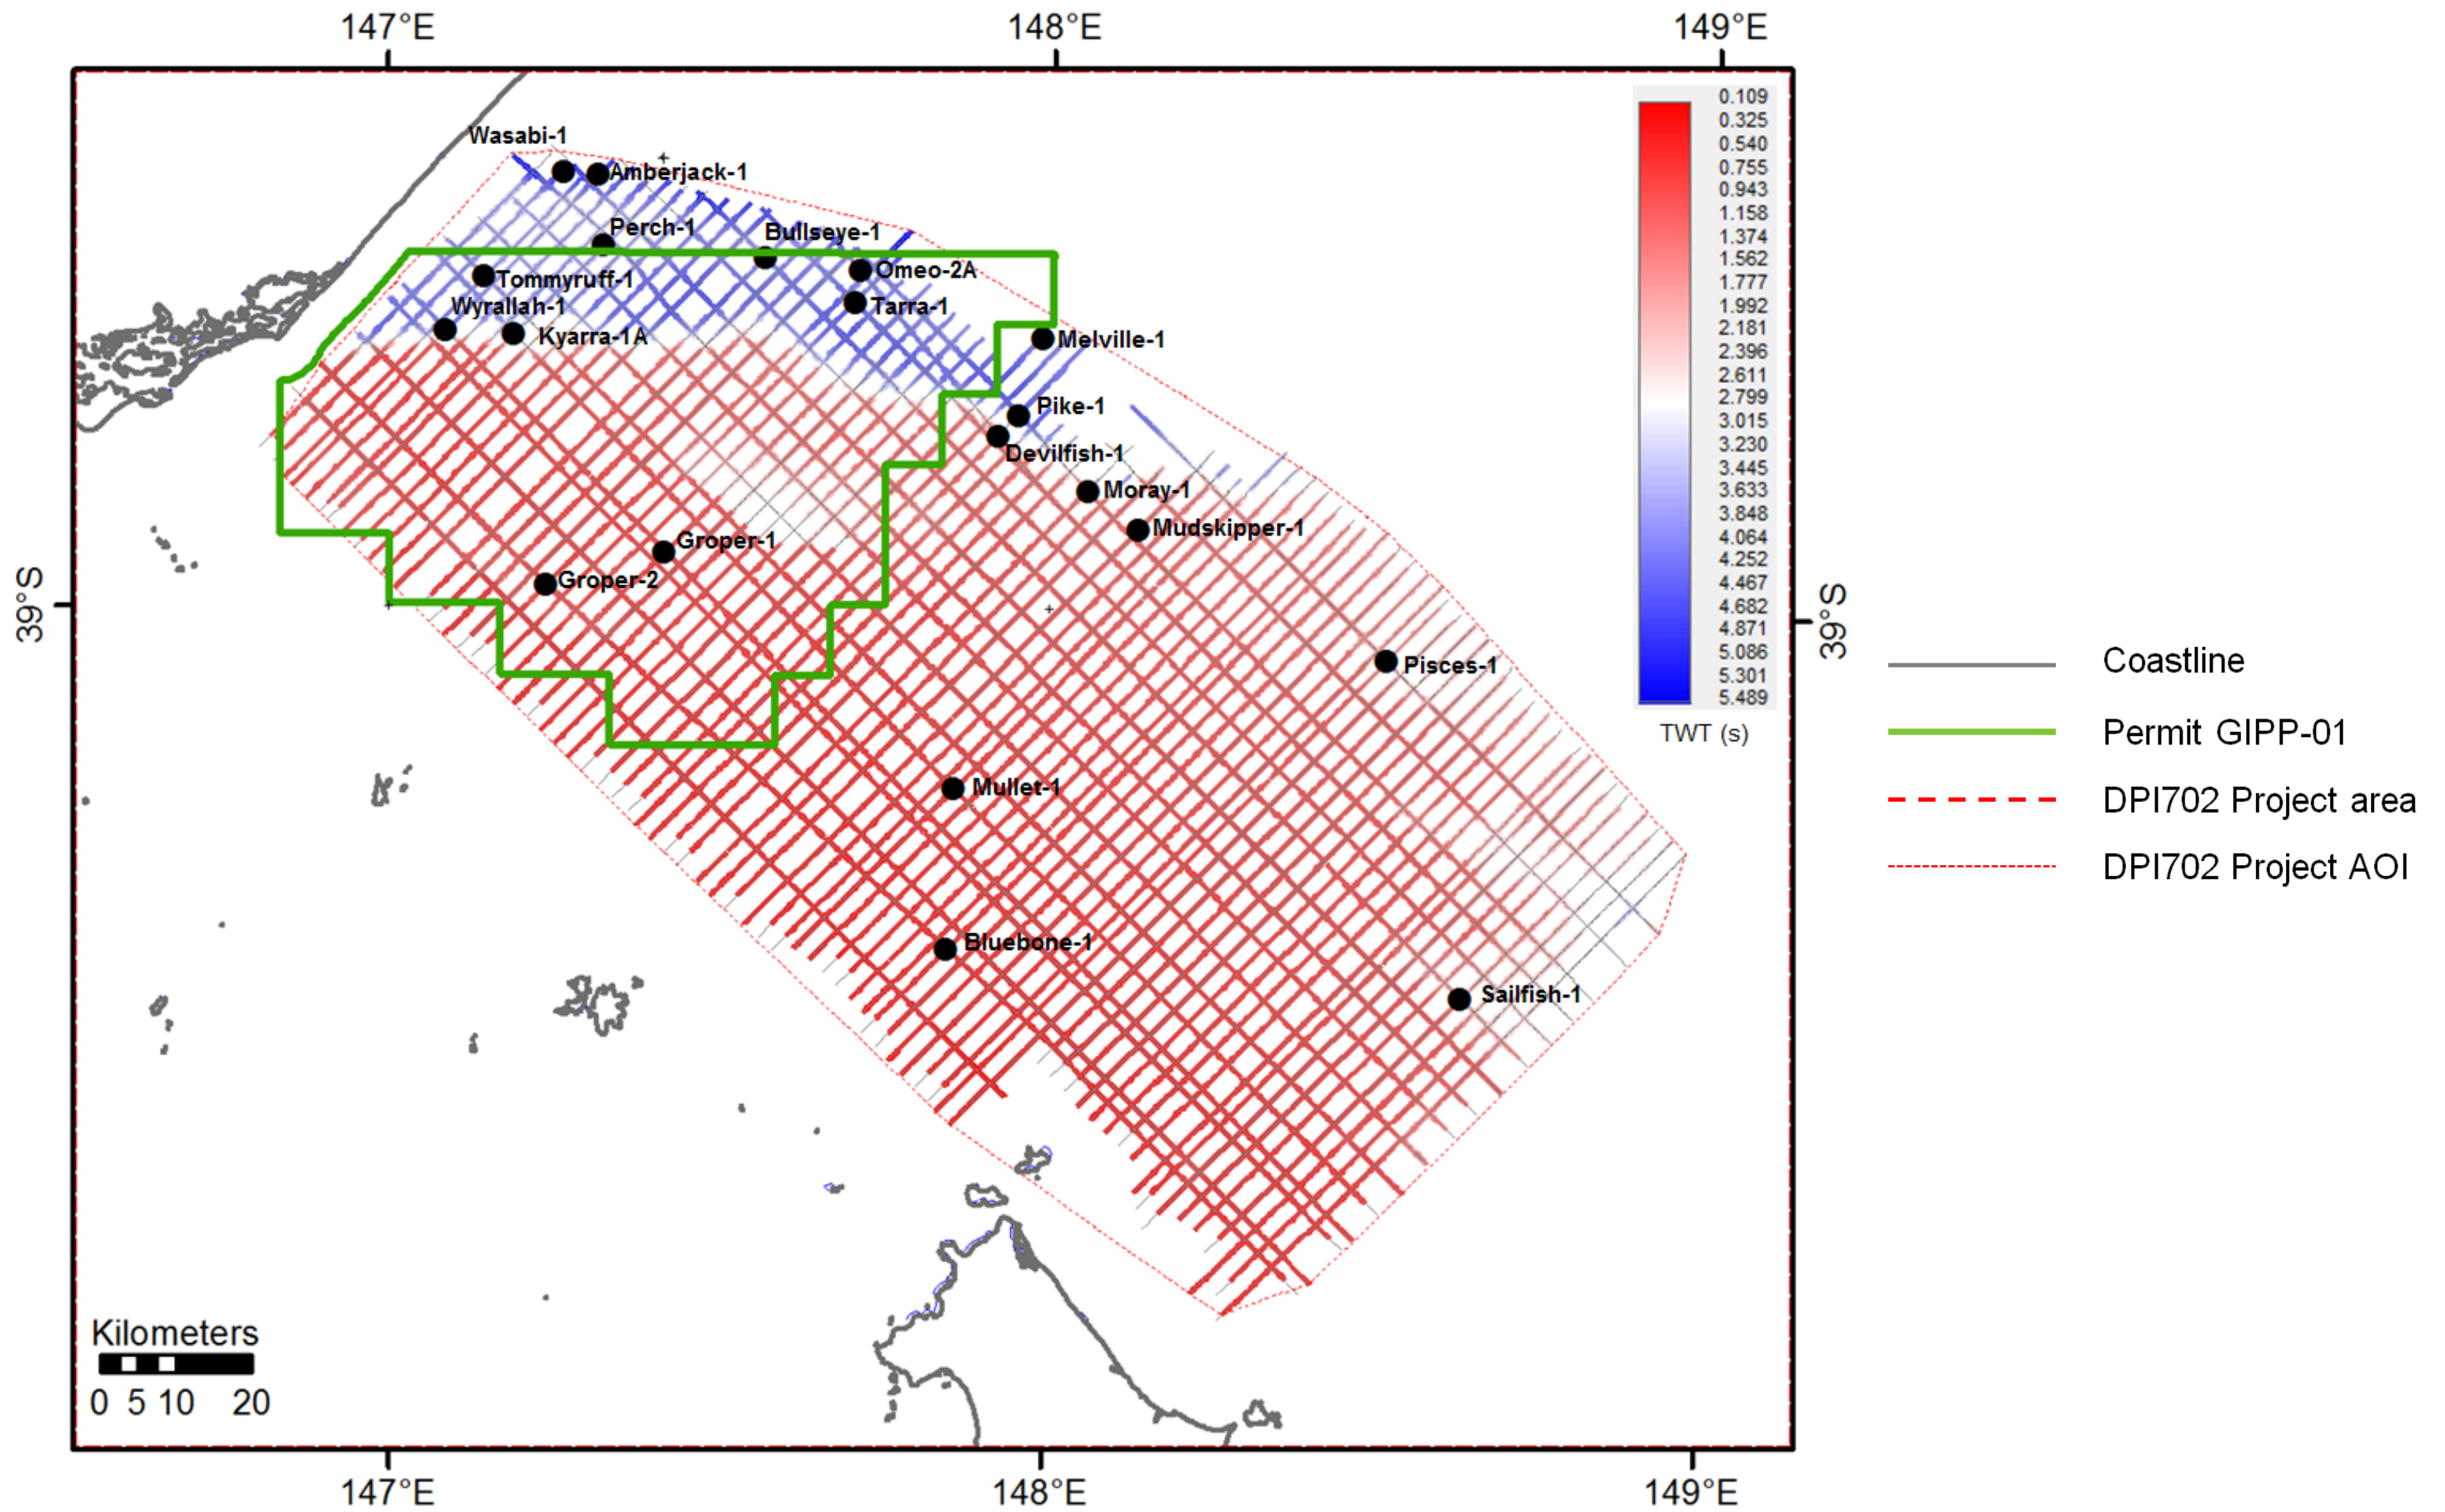 147°E
148°E
149°E
Wasabi-1
Amberjack-1
Perch-1
Bullseye-1
Tommyruff-1
Omeo-2A
Wyrallah-1
Tarra-1
Kyarra-1A
Melville-1
Pike-1
Devilfish-1
Moray-1
Mudskipper-1
Groper-1
Groper-2
Pisces-1
Mullet-1
Bluebone-1
Sailfish-1
0.109
0.325
0.540
0.755
0.943
1.158
1.374
1.562
1.777
1.992
2.181
2.396
2.611
2.799
3.015
3.230
3.445
3.633
3.848
4.064
4.252
4.467
4.682
4.871
5.086
5.301
5.489
TWT (s)
39°S
39°S
Coastline
Permit GIPP-01
DPI702 Project area
DPI702 Project AOI
Kilometers
0 5 10 20
147°E
148°E
149°E